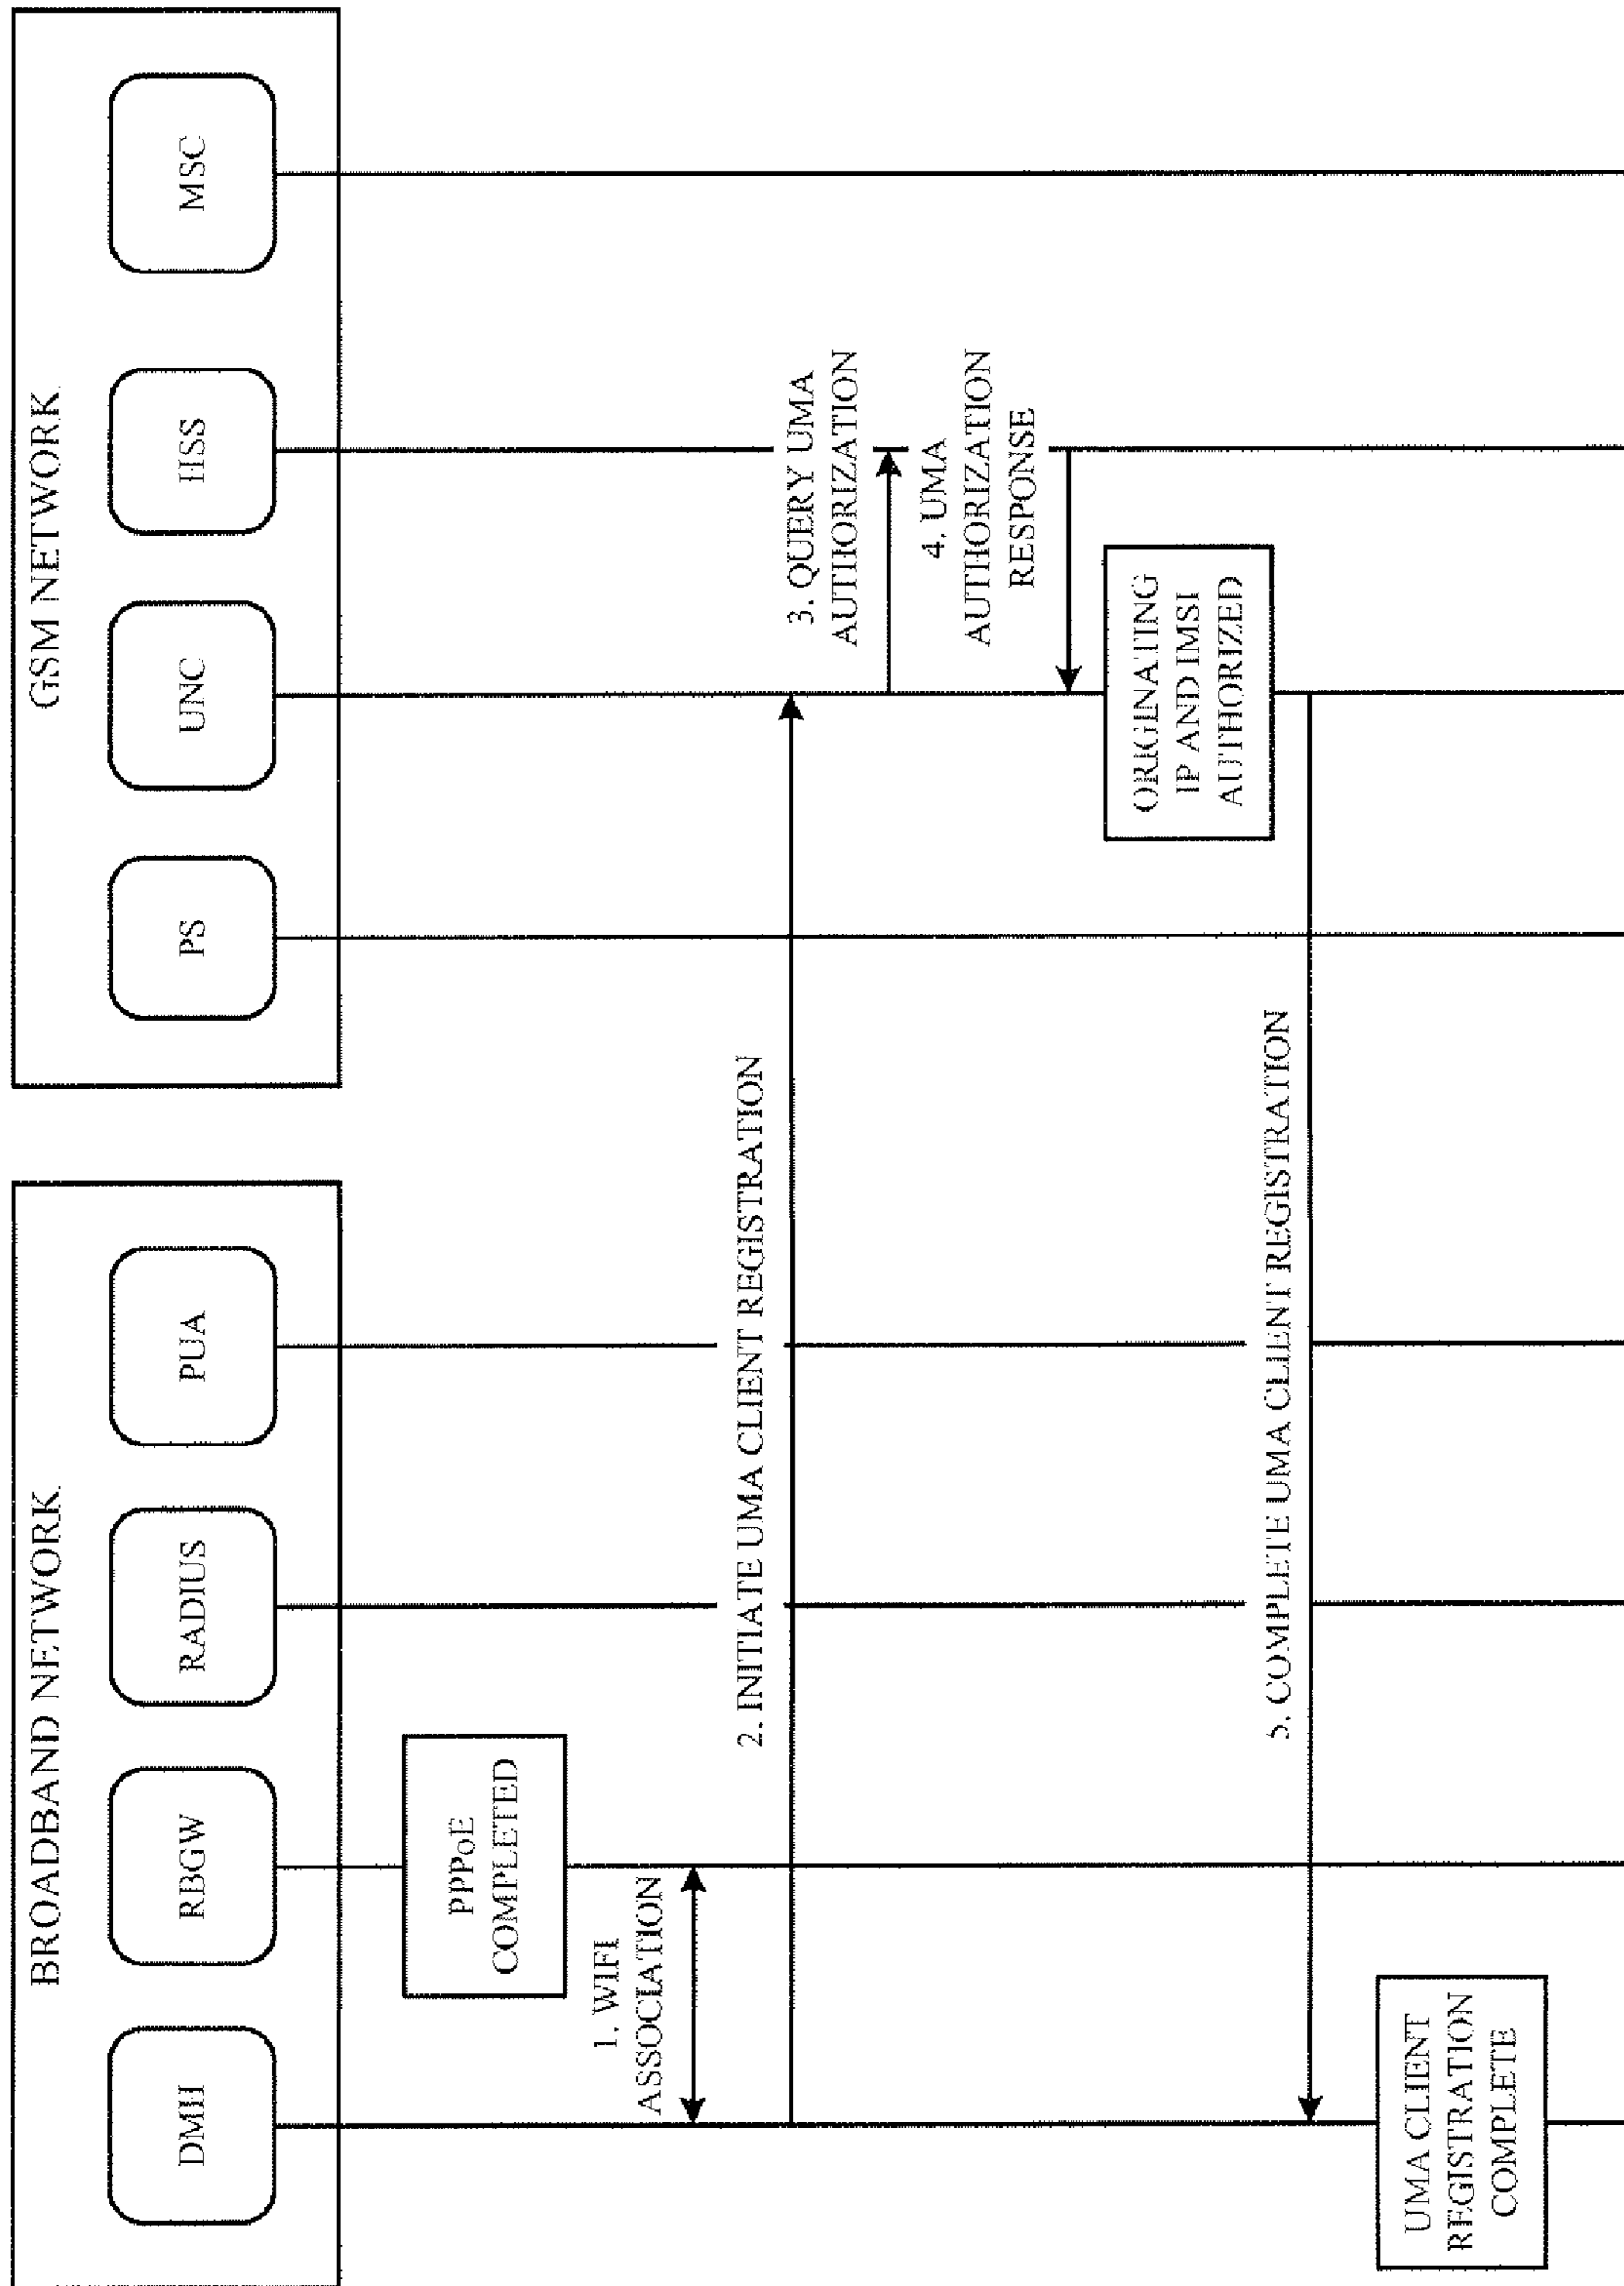 BROADBAND NETWORK
GSM NETWORK
DMH
RBGW
RADIUS
PUA
PS
UNC
HSS
MSC
PPPoE
COMPLETED
1. WIFI
ASSOCIATION
2. INITIATE UMA CLIENT REGISTRATION
3. QUERY UMA
AUTHORIZATION
4. UMA
AUTHORIZATION
RESPONSE
ORIGINATING
IP AND IMSI
AUTHORIZED
5. COMPLETE UMA CLIENT REGISTRATION
UMA CLIENT
REGISTRATION
COMPLETE